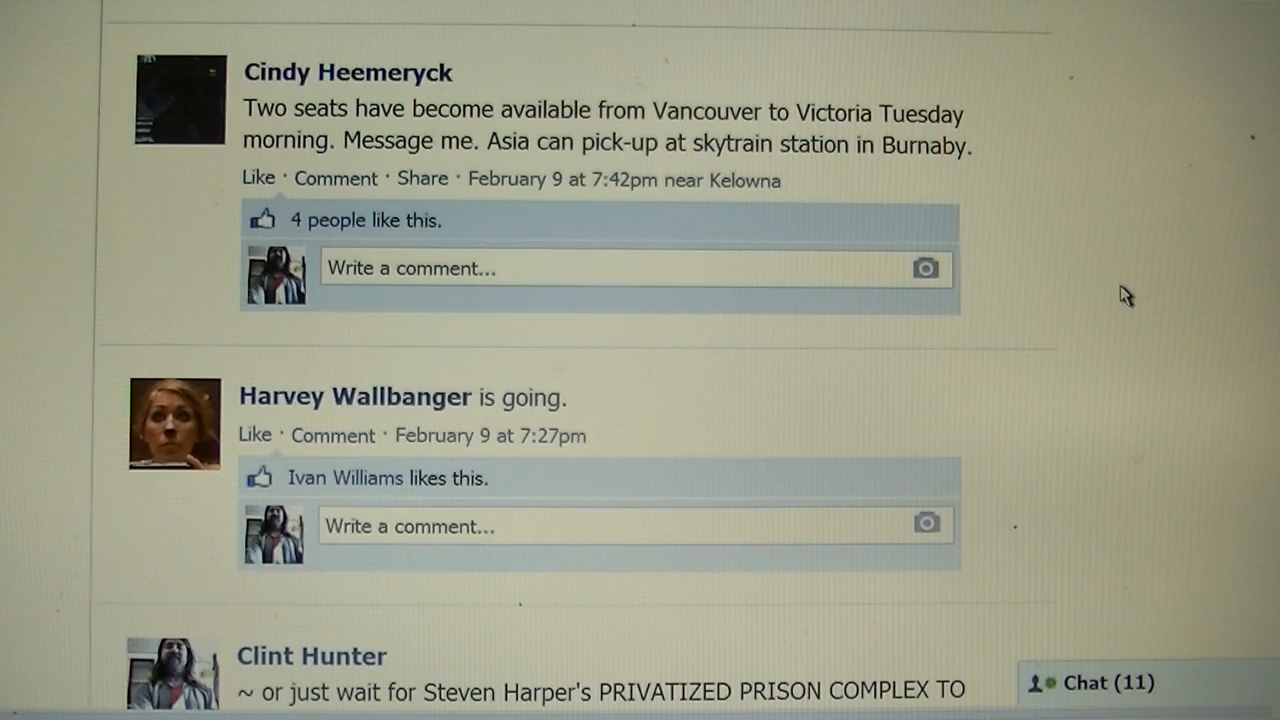 Cindy Heemeryck
Two seats have become available from Vancouver to Victoria Tuesday
morning. Message me. Asia can pick-up at skytrain station in Burnaby.
Like · Comment · Share · February 9 at 7:42pm near Kelowna
4 people like this.
Write a comment...
Harvey Wallbanger is going.
Like · Comment · February 9 at 7:27pm
Ivan Williams likes this.
Write a comment...
Clint Hunter
~ or just wait for Steven Harper's PRIVATIZED PRISON COMPLEX TO
Chat (11)